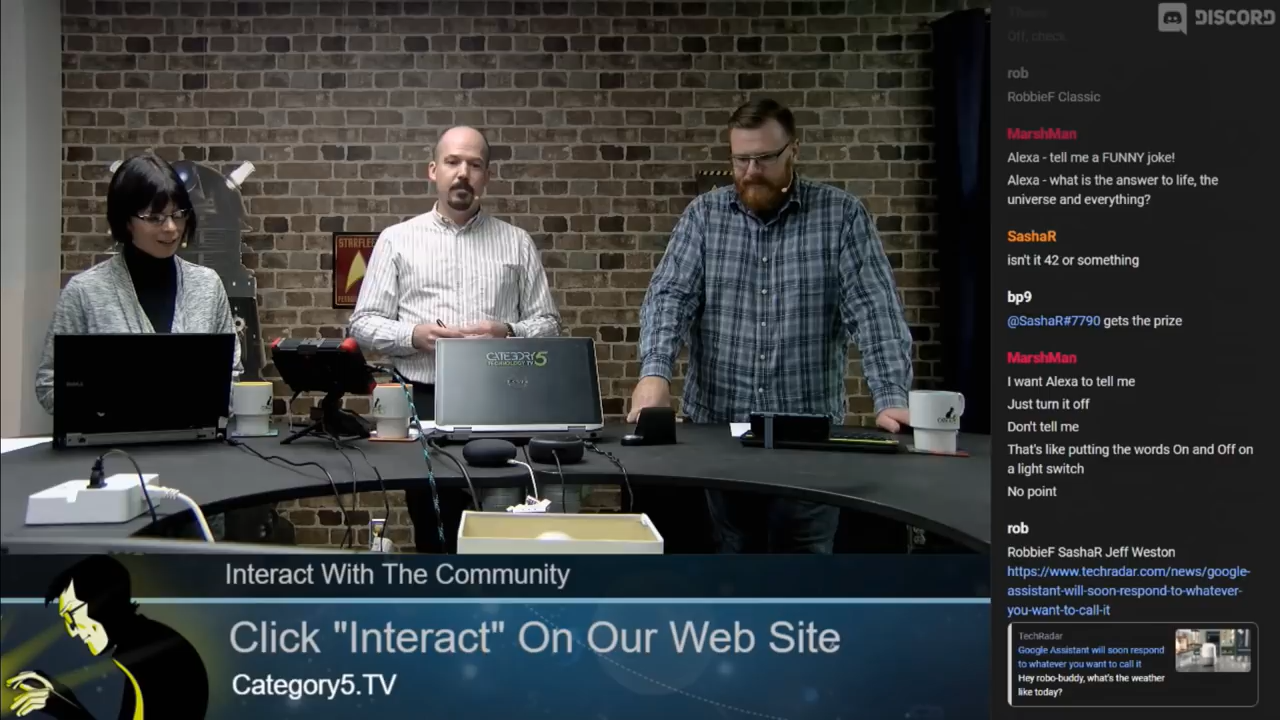 DISCORD
Off, check
rob
RobbieF Classic
MarshMan
Alexa - tell me a FUNNY joke!
Alexa - what is the answer to life, the
universe and everything?
SashaR
isn't it 42 or something
bp9
@SashaR#7790 gets the prize
MarshMan
I want Alexa to tell me
Just turn it off
Don't tell me
That's like putting the words On and Off on
a light switch
No point
rob
RobbieF SashaR Jeff Weston
https://www.techradar.com/news/google-
assistant-will-soon-respond-to-whatever-
you-want-to-call-it
TechRadar
Google Assistant will soon respond
to whatever you want to call it
Hey robo-buddy, what's the weather
like today?
STARFLEE
CATEGORY5
TECHNOLOGY TV
DELL
Interact With The Community
Click "Interact" On Our Web Site
Category5.TV